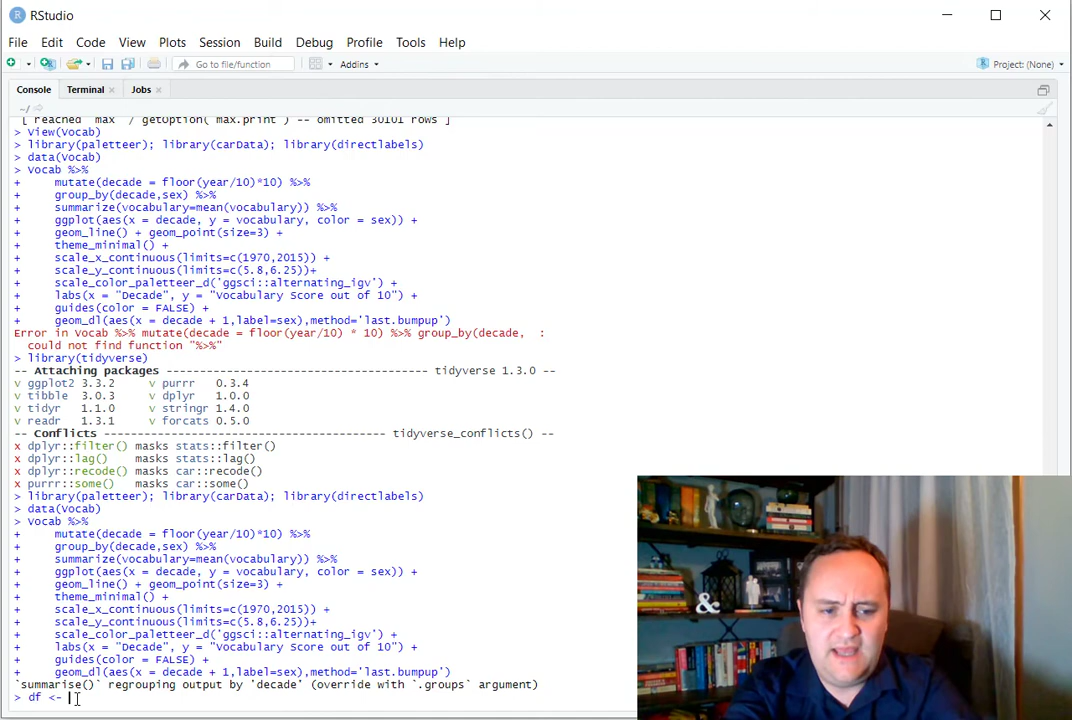 RStudio
File Edit Code View Plots Session Build Debug Profile Tools Help
Go to file/function Addins Project: (None)
Console Terminal Jobs
~/
[ reached 'max' / getOption("max.print") -- omitted 30101 rows ]
> View(Vocab)
> library(paletteer); library(carData); library(directlabels)
> data(Vocab)
> Vocab %>%
+ mutate(decade = floor(year/10)*10) %>%
+ group_by(decade,sex) %>%
+ summarize(vocabulary=mean(vocabulary)) %>%
+ ggplot(aes(x = decade, y = vocabulary, color = sex)) +
+ geom_line() + geom_point(size=3) +
+ theme_minimal() +
+ scale_x_continuous(limits=c(1970,2015)) +
+ scale_y_continuous(limits=c(5.8,6.25))+
+ scale_color_paletteer_d('ggsci::alternating_igv') +
+ labs(x = "Decade", y = "Vocabulary Score out of 10") +
+ guides(color = FALSE) +
+ geom_dl(aes(x = decade + 1,label=sex),method='last.bumpup')
Error in Vocab %>% mutate(decade = floor(year/10) * 10) %>% group_by(decade, :
could not find function "%>%"
> library(tidyverse)
-- Attaching packages --------------------------------------- tidyverse 1.3.0 --
v ggplot2 3.3.2 v purrr 0.3.4
v tibble 3.0.3 v dplyr 1.0.0
v tidyr 1.1.0 v stringr 1.4.0
v readr 1.3.1 v forcats 0.5.0
-- Conflicts ------------------------------------------ tidyverse_conflicts() --
x dplyr::filter() masks stats::filter()
x dplyr::lag() masks stats::lag()
x dplyr::recode() masks car::recode()
x purrr::some() masks car::some()
> library(paletteer); library(carData); library(directlabels)
> data(Vocab)
> Vocab %>%
+ mutate(decade = floor(year/10)*10) %>%
+ group_by(decade,sex) %>%
+ summarize(vocabulary=mean(vocabulary)) %>%
+ ggplot(aes(x = decade, y = vocabulary, color = sex)) +
+ geom_line() + geom_point(size=3) +
+ theme_minimal() +
+ scale_x_continuous(limits=c(1970,2015)) +
+ scale_y_continuous(limits=c(5.8,6.25))+
+ scale_color_paletteer_d('ggsci::alternating_igv') +
+ labs(x = "Decade", y = "Vocabulary Score out of 10") +
+ guides(color = FALSE) +
+ geom_dl(aes(x = decade + 1,label=sex),method='last.bumpup')
`summarise()` regrouping output by 'decade' (override with `.groups` argument)
> df <-
&